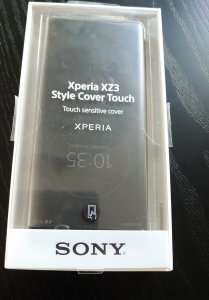 Xperia XZ3
Style Cover Touch
Touch sensitive cover
XPERIA
10:35
SONY